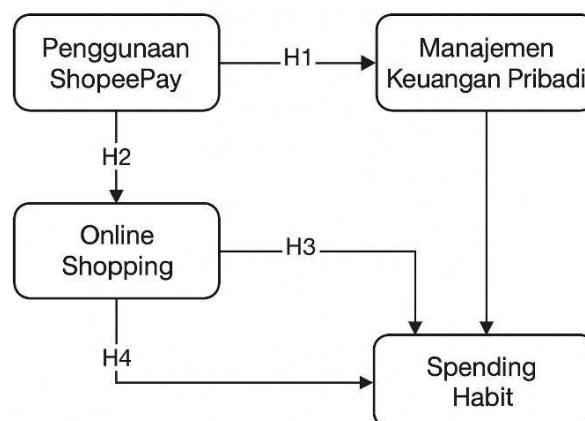 Penggunaan
ShopeePay
H1
Manajemen
Keuangan Pribadi
H2
Online
Shopping
H3
H4
Spending
Habit